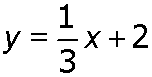 y = 1/3 x + 2